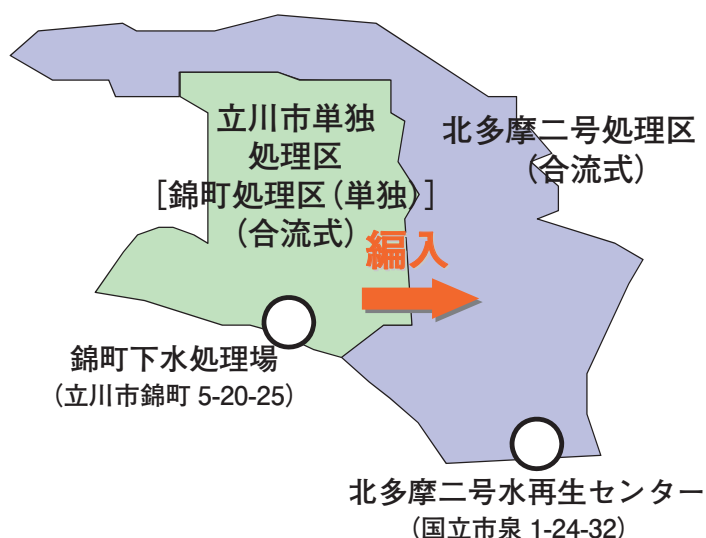 立川市単独
処理区
［錦町処理区（単独）］
（合流式）
北多摩二号処理区
（合流式）
編入
錦町下水処理場
（立川市錦町 5-20-25）
北多摩二号水再生センター
（国立市泉 1-24-32）